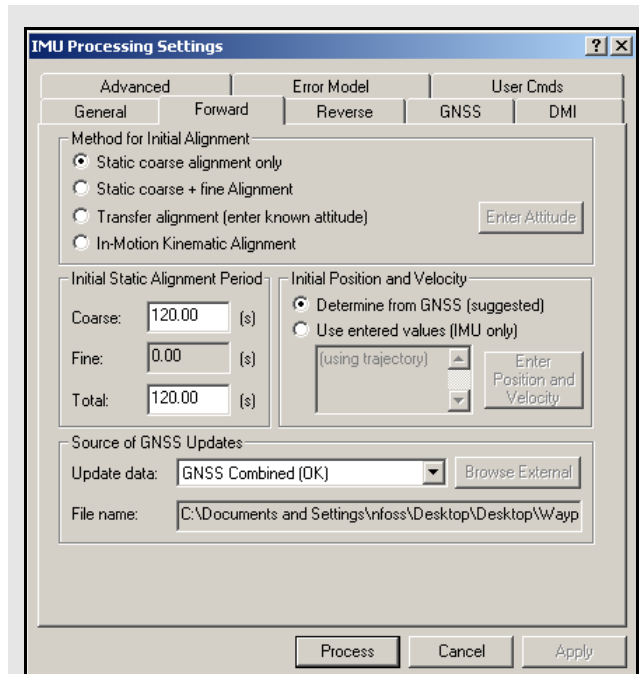 IMU Processing Settings
Advanced Error Model User Cmds
General Forward Reverse GNSS DMI
Method for Initial Alignment
Static coarse alignment only
Static coarse + fine Alignment
Transfer alignment (enter known attitude) Enter Attitude
In-Motion Kinematic Alignment
Initial Static Alignment Period
Coarse: 120.00 (s)
Fine: 0.00 (s)
Total: 120.00 (s)
Initial Position and Velocity
Determine from GNSS (suggested)
Use entered values (IMU only)
(using trajectory)
Enter
Position and
Velocity
Source of GNSS Updates
Update data: GNSS Combined (OK) Browse External
File name: C:\Documents and Settings\nfoss\Desktop\Desktop\Wayp
Process Cancel Apply